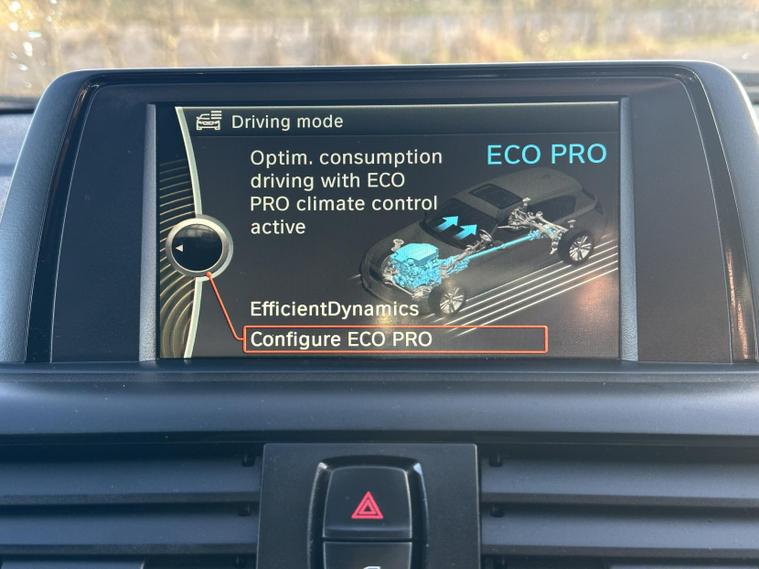 Driving mode
Optim. consumption
driving with ECO
PRO climate control
active
ECO PRO
EfficientDynamics
Configure ECO PRO